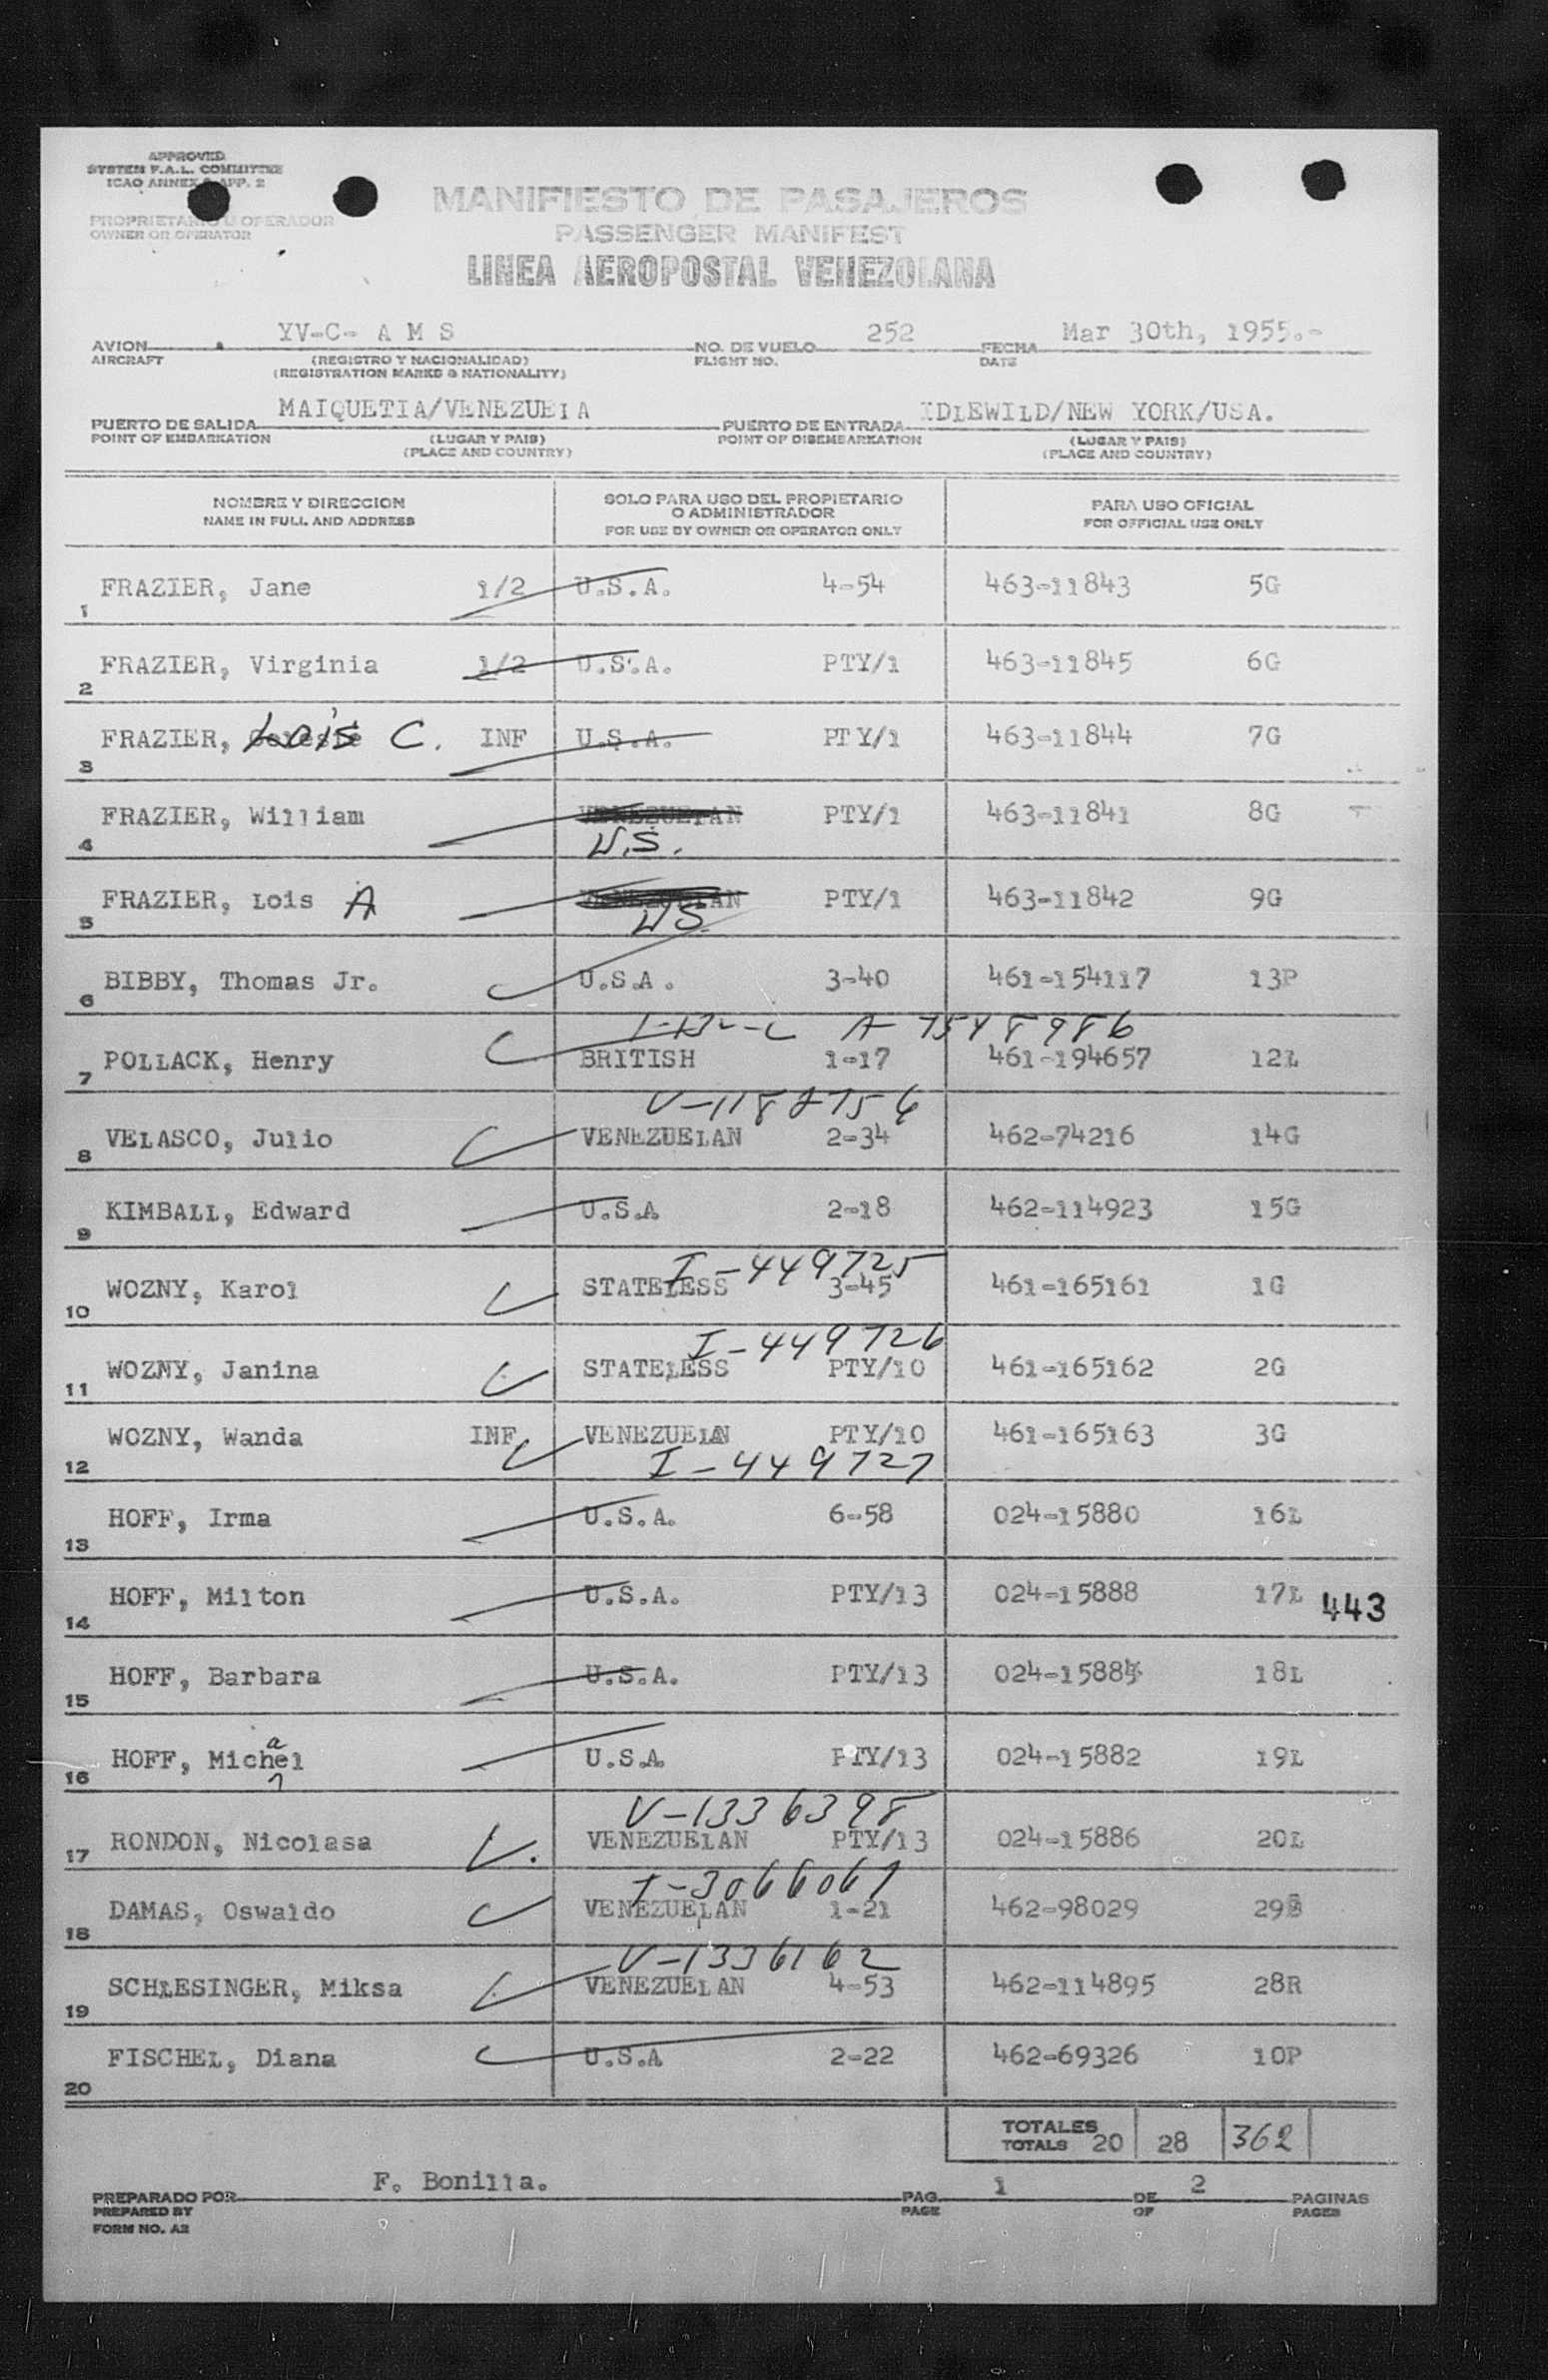 APPROVED
SYSTEM F.A.L. COMMITTEE
ICAO ANNEX 9 APP. 2
PROPRIETARIO U OPERADOR
OWNER OR OPERATOR
MANIFIESTO DE PASAJEROS
PASSENGER MANIFEST
LINEA AEROPOSTAL VENEZOLANA
AVION YV-C- A M S NO. DE VUELO 252 FECHA Mar 30th, 1955.-
AIRCRAFT (REGISTRO Y NACIONALIDAD) FLIGHT NO. DATE
(REGISTRATION MARKS & NATIONALITY)
PUERTO DE SALIDA MAIQUETIA/VENEZUELA PUERTO DE ENTRADA IDLEWILD/NEW YORK/USA.
POINT OF EMBARKATION (LUGAR Y PAIS) POINT OF DISEMBARKATION (LUGAR Y PAIS)
(PLACE AND COUNTRY) (PLACE AND COUNTRY)
NOMBRE Y DIRECCION SOLO PARA USO DEL PROPIETARIO PARA USO OFICIAL
O ADMINISTRADOR
NAME IN FULL AND ADDRESS FOR USE BY OWNER OR OPERATOR ONLY FOR OFFICIAL USE ONLY
1 FRAZIER, Jane 1/2 U.S.A. 4-54 463-11843 5G
2 FRAZIER, Virginia 1/2 U.S.A. PTY/1 463-11845 6G
3 FRAZIER, Lois C. INF U.S.A. PTY/1 463-11844 7G
4 FRAZIER, William VENEZUELAN PTY/1 463-11841 8G
U.S.
5 FRAZIER, Lois A VENEZUELAN PTY/1 463-11842 9G
US.
6 BIBBY, Thomas Jr. U.S.A. 3-40 461-154117 13P
A-7548986
7 POLLACK, Henry BRITISH 1-17 461-194657 12L
8 VELASCO, Julio VENEZUELAN 2-34 462-74216 14G
9 KIMBALL, Edward U.S.A 2-18 462-114923 15G
I-449725
10 WOZNY, Karol STATELESS 3-45 461-165161 1G
I-449726
11 WOZNY, Janina STATELESS PTY/10 461-165162 2G
12 WOZNY, Wanda INF VENEZUELAN PTY/10 461-165163 3G
I-449727
13 HOFF, Irma U.S.A. 6-58 024-15880 16L
14 HOFF, Milton U.S.A. PTY/13 024-15888 17L 443
15 HOFF, Barbara U.S.A. PTY/13 18L
a
16 HOFF, Michel U.S.A. PTY/13 024-15882 19L
V-1336398
17 RONDON, Nicolasa VENEZUELAN PTY/13 024-15886 20L
I-3066061
18 DAMAS, Oswaldo VENEZUELAN 1-21 462-98029
V-1336162
19 SCHLESINGER, Miksa VENEZUELAN 4-53 462-114895 28R
20 FISCHEL, Diana U.S.A 2-22 462-69326 10P
TOTALES
TOTALS 20 28 362
PREPARADO POR F. Bonilla. PAG. 1 DE 2 PAGINAS
PREPARED BY PAGE OF PAGES
FORM NO. A2